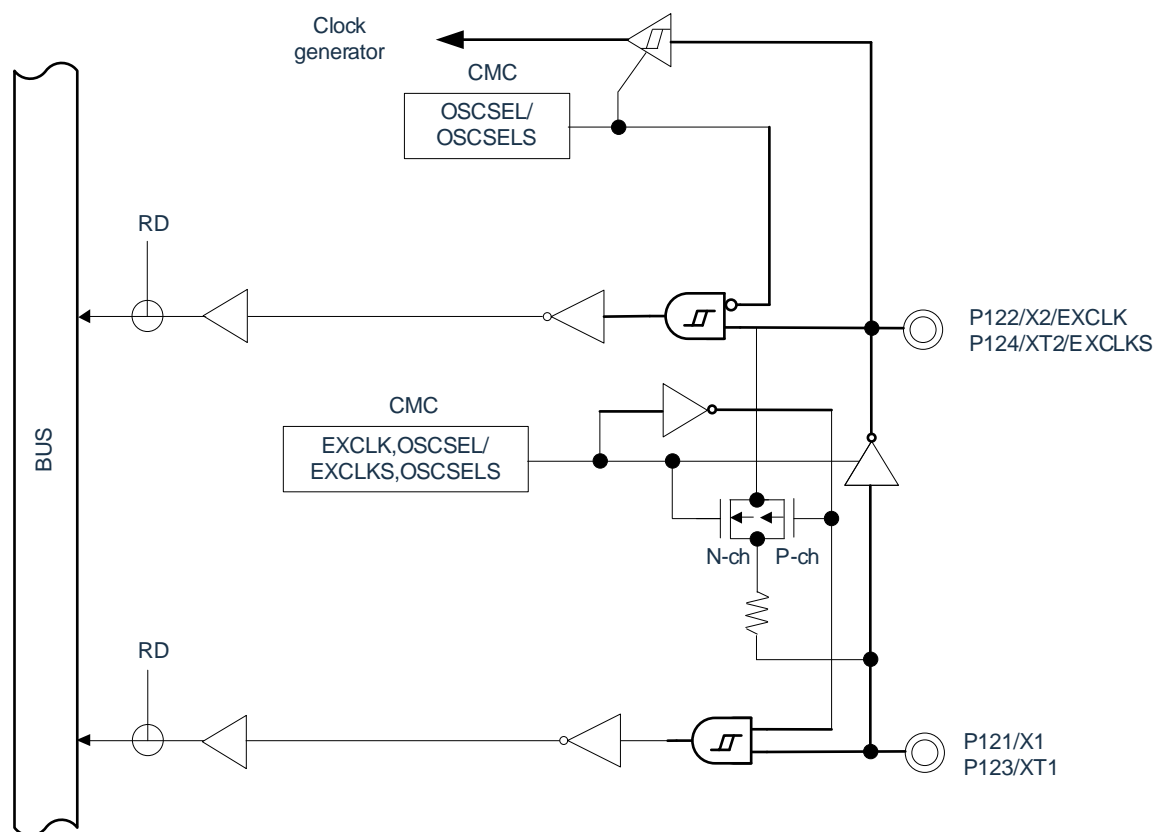 Clock
generator
CMC
OSCSEL/
OSCSELS
RD
P122/X2/EXCLK
P124/XT2/EXCLKS
CMC
EXCLK,OSCSEL/
EXCLKS,OSCSELS
BUS
N-ch
P-ch
RD
P121/X1
P123/XT1